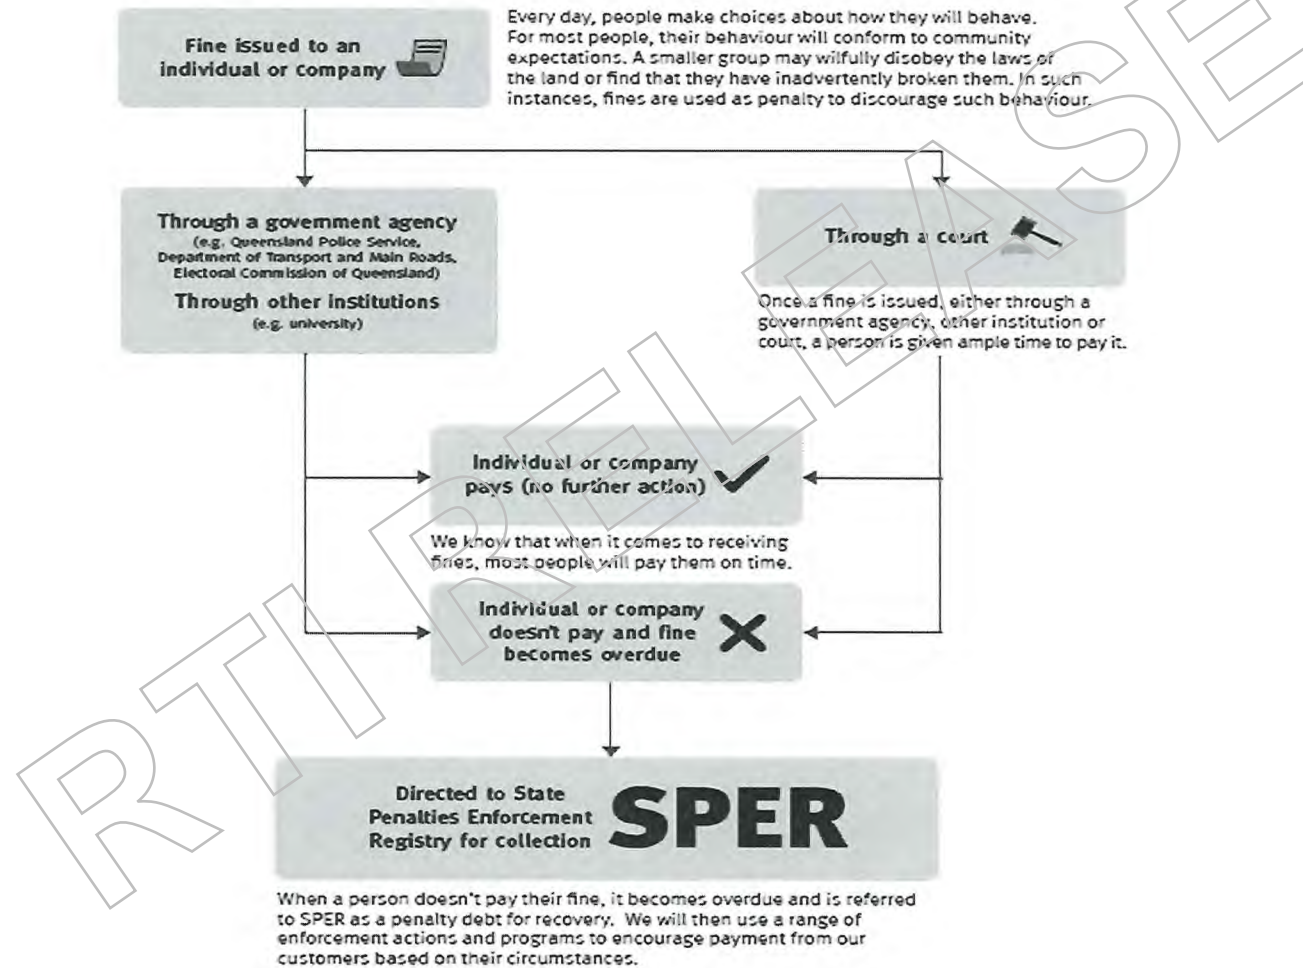 Fine issued to an
individual or company
Every day, people make choices about how they will behave.
For most people, their behaviour will conform to community
expectations. A smaller group may wilfully disobey the laws of
the land or find that they have inadvertently broken them. In such
instances, fines are used as penalty to discourage such behaviour.
Through a government agency
(e.g. Queensland Police Service,
Department of Transport and Main Roads,
Electoral Commission of Queensland)
Through other institutions
(e.g. university)
Through a court
Once a fine is issued, either through a
government agency, other institution or
court, a person is given ample time to pay it.
Individual or company
pays (no further action)
We know that when it comes to receiving
fines, most people will pay them on time.
Individual or company
doesn't pay and fine
becomes overdue
Directed to State
Penalties Enforcement
Registry for collection
SPER
When a person doesn't pay their fine, it becomes overdue and is referred
to SPER as a penalty debt for recovery. We will then use a range of
enforcement actions and programs to encourage payment from our
customers based on their circumstances.
RTI RELEASE